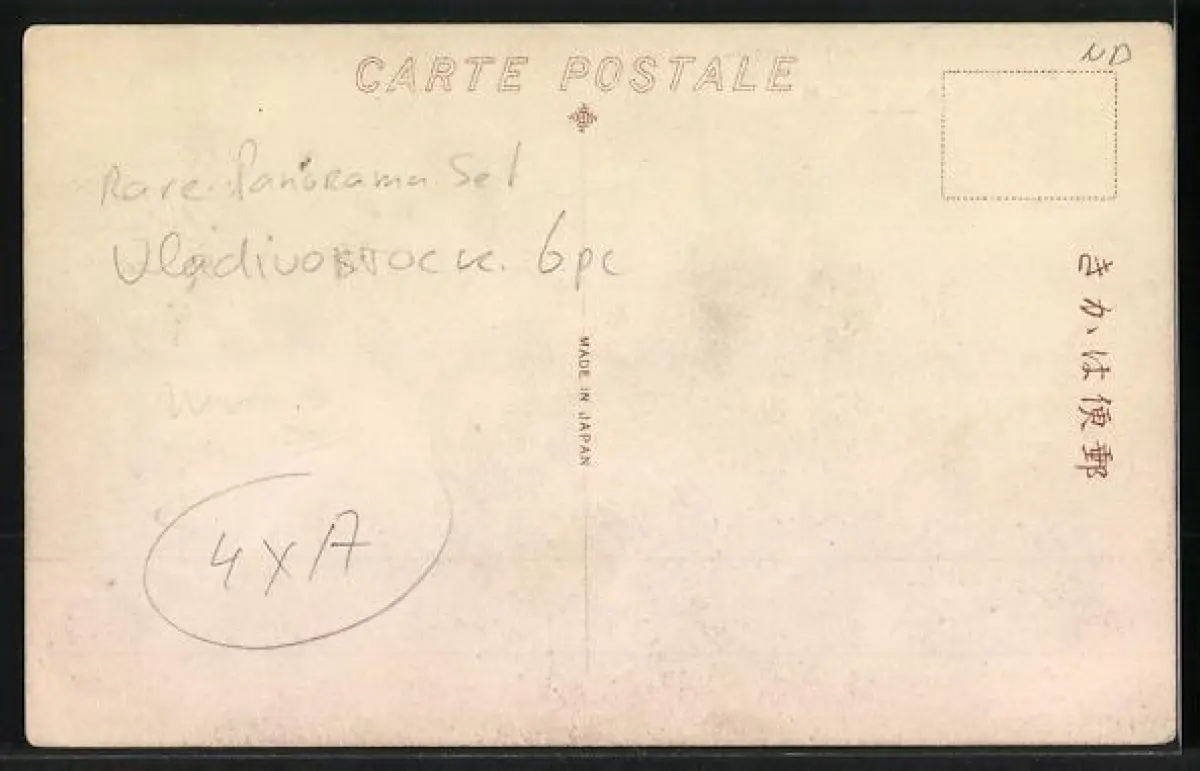 CARTE POSTALE
ND
Rare Panorama Set
Vladivostock. 6pc
MADE IN JAPAN
きかは便郵
4XA